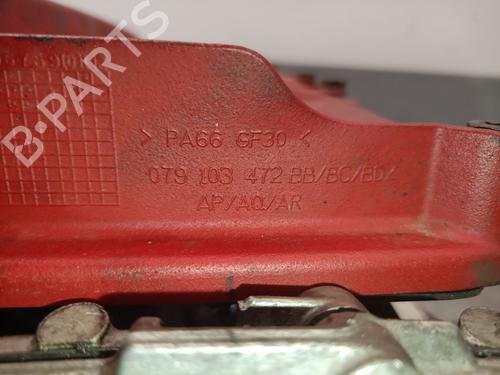 > PA66 GF30 <
079 103 472 BB/BC/BD/
AP/AQ/AR
B-PARTS